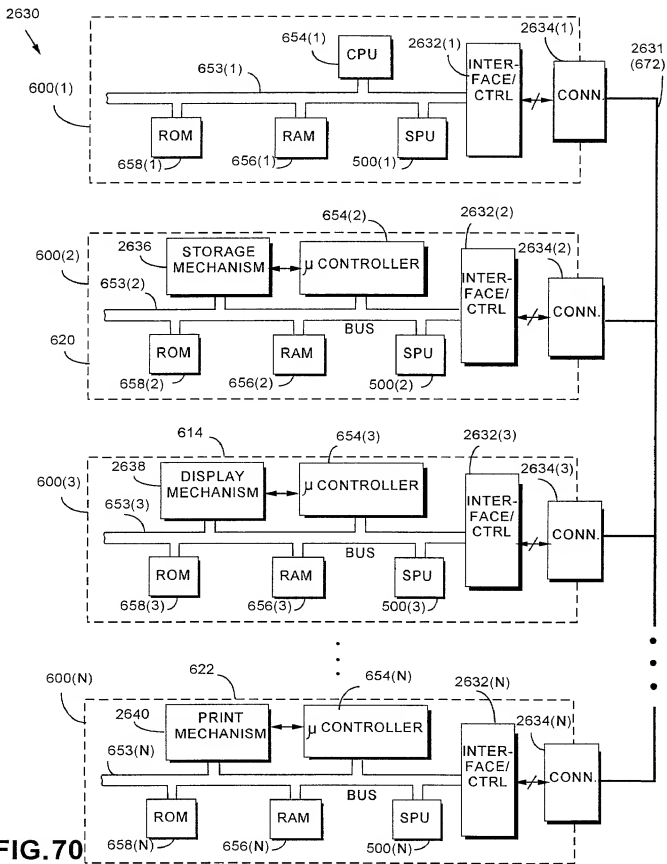 2630
600(1)
653(1)
654(1)
CPU
2632(1)
INTER-
FACE/
CTRL
2634(1)
CONN.
2631
(672)
ROM
658(1)
RAM
656(1)
SPU
500(1)
600(2)
2636
STORAGE
MECHANISM
654(2)
μ CONTROLLER
2632(2)
INTER-
FACE/
CTRL
2634(2)
CONN.
653(2)
BUS
620
ROM
658(2)
RAM
656(2)
SPU
500(2)
614
600(3)
2638
DISPLAY
MECHANISM
654(3)
μ CONTROLLER
2632(3)
INTER-
FACE/
CTRL
2634(3)
CONN.
653(3)
BUS
ROM
658(3)
RAM
656(3)
SPU
500(3)
622
600(N)
2640
PRINT
MECHANISM
654(N)
μ CONTROLLER
2632(N)
INTER-
FACE/
CTRL
2634(N)
CONN.
653(N)
BUS
ROM
658(N)
RAM
656(N)
SPU
500(N)
FIG.70